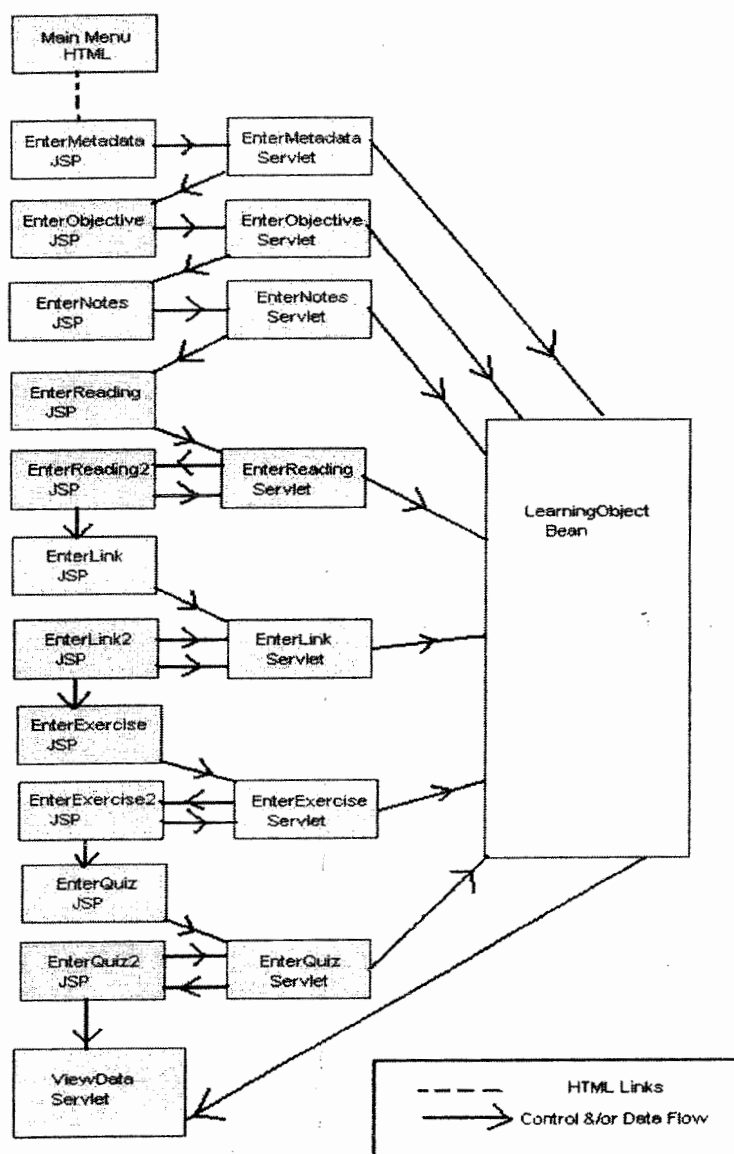 Main Menu
HTML
EnterMetadata
JSP
EnterMetadata
Servlet
EnterObjective
JSP
EnterObjective
Servlet
EnterNotes
JSP
EnterNotes
Servlet
EnterReading
JSP
EnterReading2
JSP
EnterReading
Servlet
LearningObject
Bean
EnterLink
JSP
EnterLink2
JSP
EnterLink
Servlet
EnterExercise
JSP
EnterExercise2
JSP
EnterExercise
Servlet
EnterQuiz
JSP
EnterQuiz2
JSP
EnterQuiz
Servlet
ViewData
Servlet
HTML Links
Control &/or Data Flow